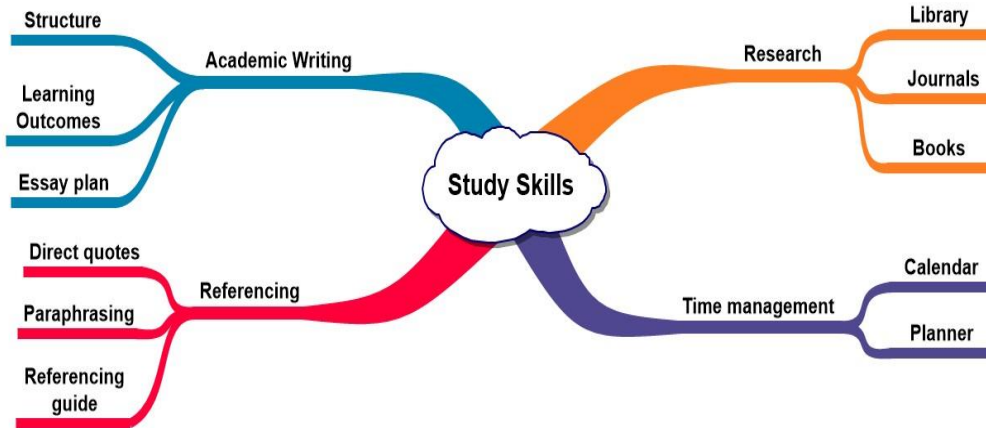 Study Skills
Academic Writing
Structure
Learning
Outcomes
Essay plan
Referencing
Direct quotes
Paraphrasing
Referencing
guide
Research
Library
Journals
Books
Time management
Calendar
Planner